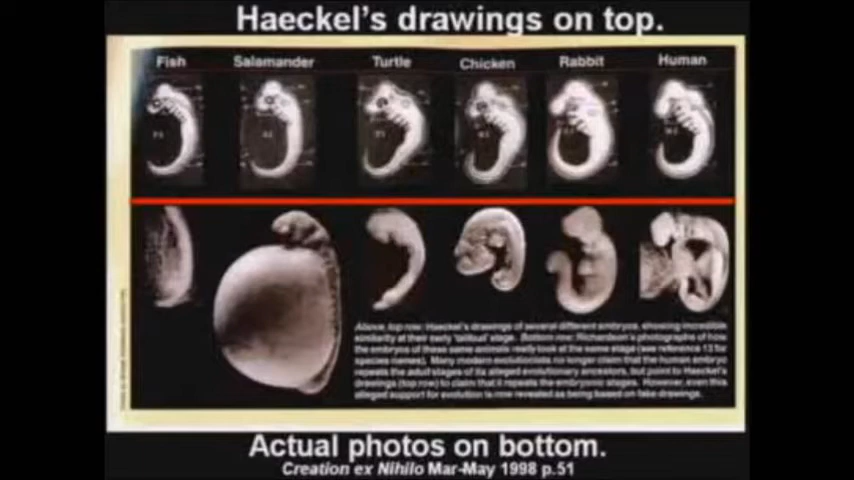 Haeckel's drawings on top.
Fish Salamander Turtle Chicken Rabbit Human
Above, top row: Haeckel's drawings of several different embryos, showing incredible
similarity at their early 'tailbud' stage. Bottom row: Richardson's photographs of how
the embryos of these same animals really look at the same stage (see reference 13 for
species names). Many modern evolutionists no longer claim that the human embryo
repeats the adult stages of its alleged evolutionary ancestors, but point to Haeckel's
drawings (top row) to claim that it repeats the embryonic stages. However, even this
alleged support for evolution is now revealed as being based on fake drawings.
Actual photos on bottom.
Creation ex Nihilo Mar-May 1998 p.51